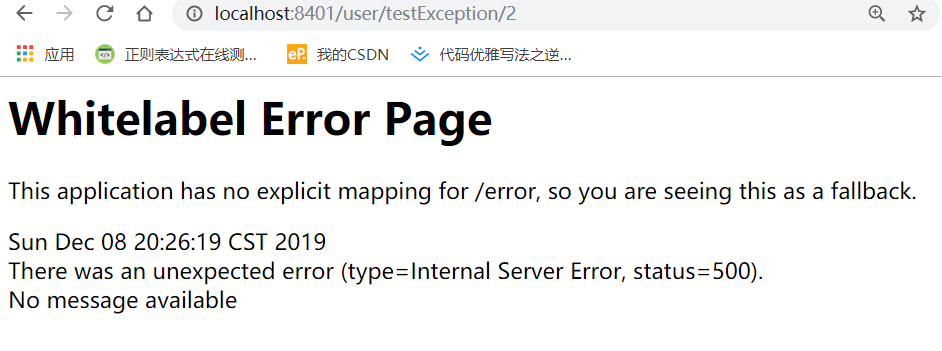 localhost:8401/user/testException/2
应用 正则表达式在线测... eP. 我的CSDN 代码优雅写法之逆...
Whitelabel Error Page
This application has no explicit mapping for /error, so you are seeing this as a fallback.
Sun Dec 08 20:26:19 CST 2019
There was an unexpected error (type=Internal Server Error, status=500).
No message available